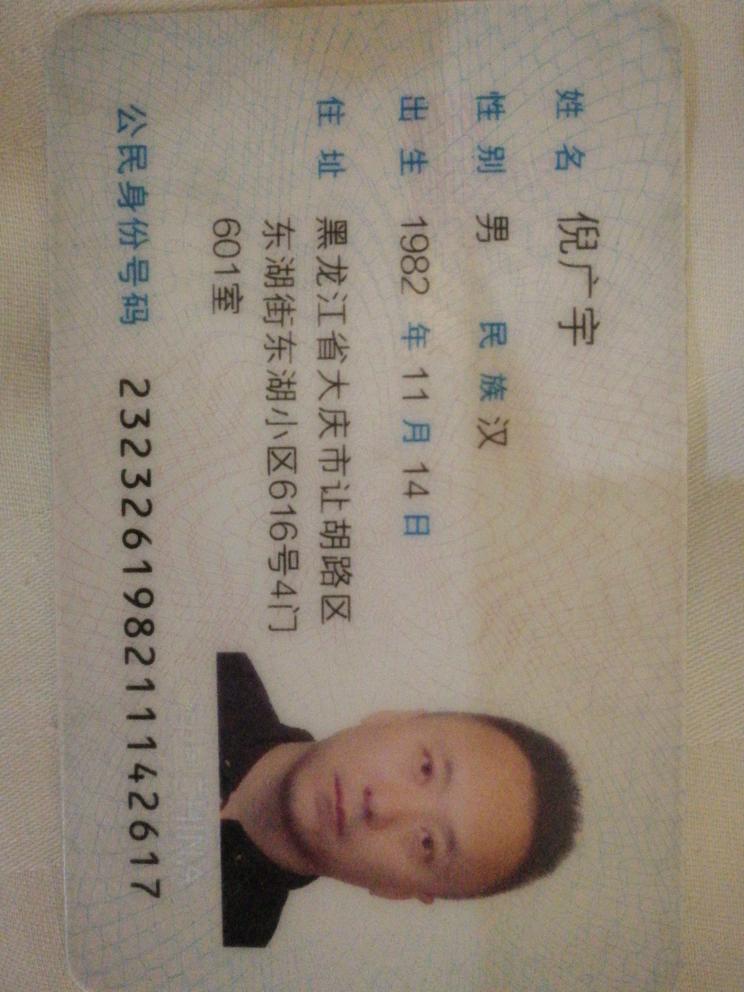 姓名 倪广宇
性别 男 民族 汉
出生 1982 年 11 月 14 日
住址 黑龙江省大庆市让胡路区
东湖街东湖小区616号4门
601室
公民身份号码 232326198211142617